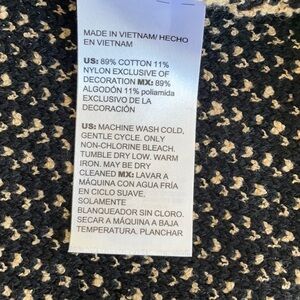 MADE IN VIETNAM/ HECHO
EN VIETNAM
US: 89% COTTON 11%
NYLON EXCLUSIVE OF
DECORATION MX: 89%
ALGODÓN 11% poliamida
EXCLUSIVO DE LA
DECORACIÓN
US: MACHINE WASH COLD,
GENTLE CYCLE. ONLY
NON-CHLORINE BLEACH.
TUMBLE DRY LOW. WARM
IRON. MAY BE DRY
CLEANED MX: LAVAR A
MÁQUINA CON AGUA FRÍA
EN CICLO SUAVE,
SOLAMENTE
BLANQUEADOR SIN CLORO.
SECAR A MÁQUINA A BAJA
TEMPERATURA. PLANCHAR